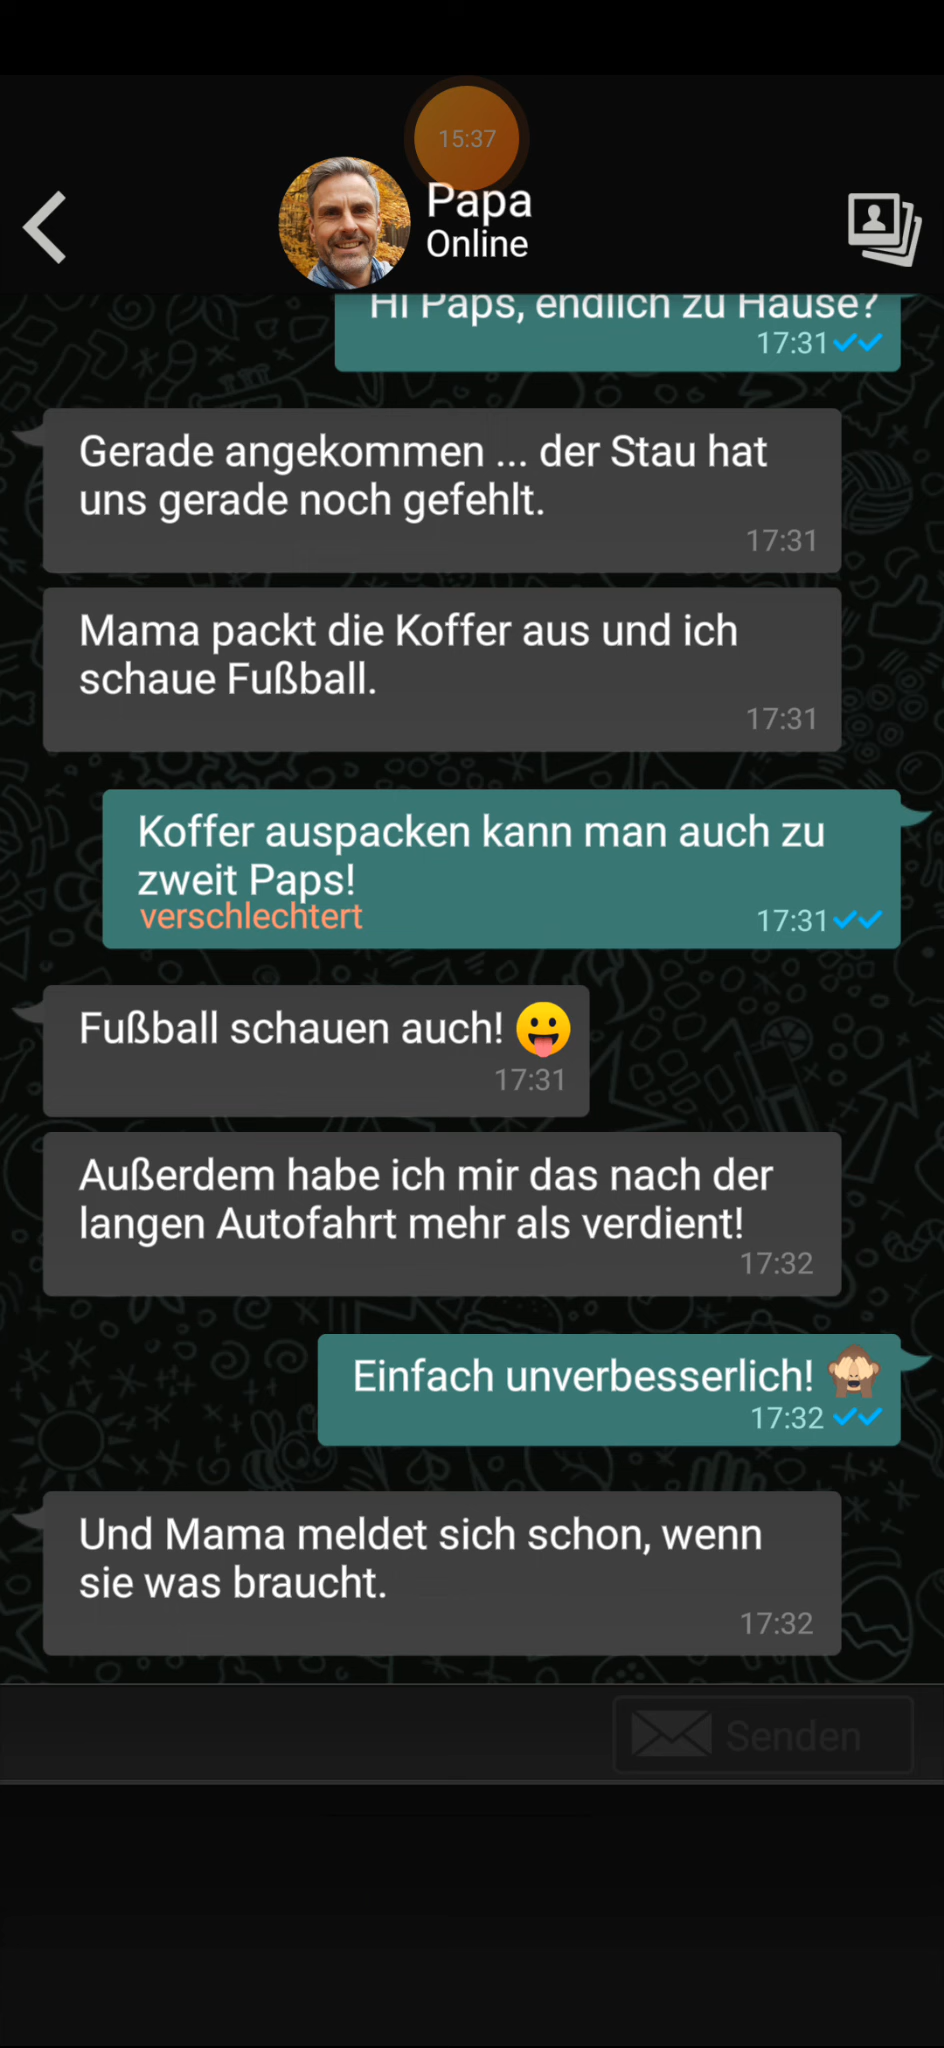 15:37
Papa
Online
Hi Paps, endlich zu Hause?
17:31
Gerade angekommen ... der Stau hat
uns gerade noch gefehlt.
17:31
Mama packt die Koffer aus und ich
schaue Fußball.
17:31
Koffer auspacken kann man auch zu
zweit Paps!
verschlechtert
17:31
Fußball schauen auch! 😛
17:31
Außerdem habe ich mir das nach der
langen Autofahrt mehr als verdient!
17:32
Einfach unverbesserlich! 🙈
17:32
Und Mama meldet sich schon, wenn
sie was braucht.
17:32
Senden